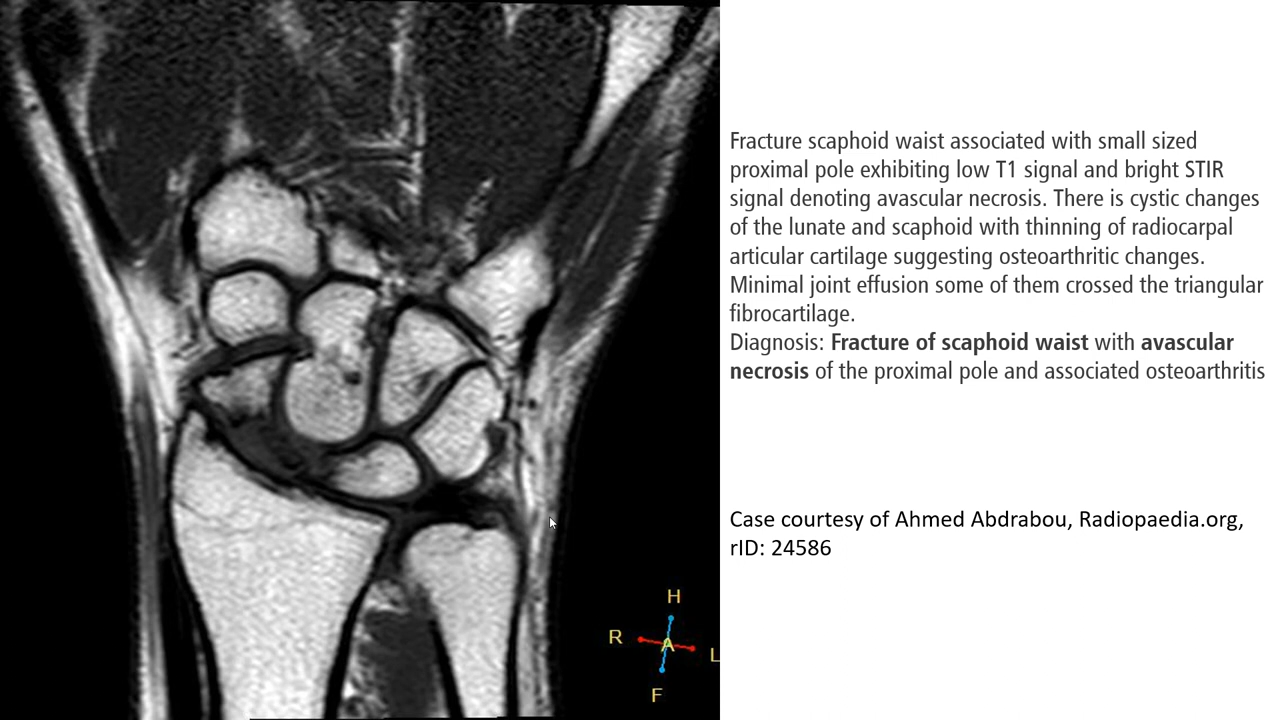 Fracture scaphoid waist associated with small sized
proximal pole exhibiting low T1 signal and bright STIR
signal denoting avascular necrosis. There is cystic changes
of the lunate and scaphoid with thinning of radiocarpal
articular cartilage suggesting osteoarthritic changes.
Minimal joint effusion some of them crossed the triangular
fibrocartilage.
Diagnosis: Fracture of scaphoid waist with avascular
necrosis of the proximal pole and associated osteoarthritis
Case courtesy of Ahmed Abdrabou, Radiopaedia.org,
rID: 24586
H
R A L
F